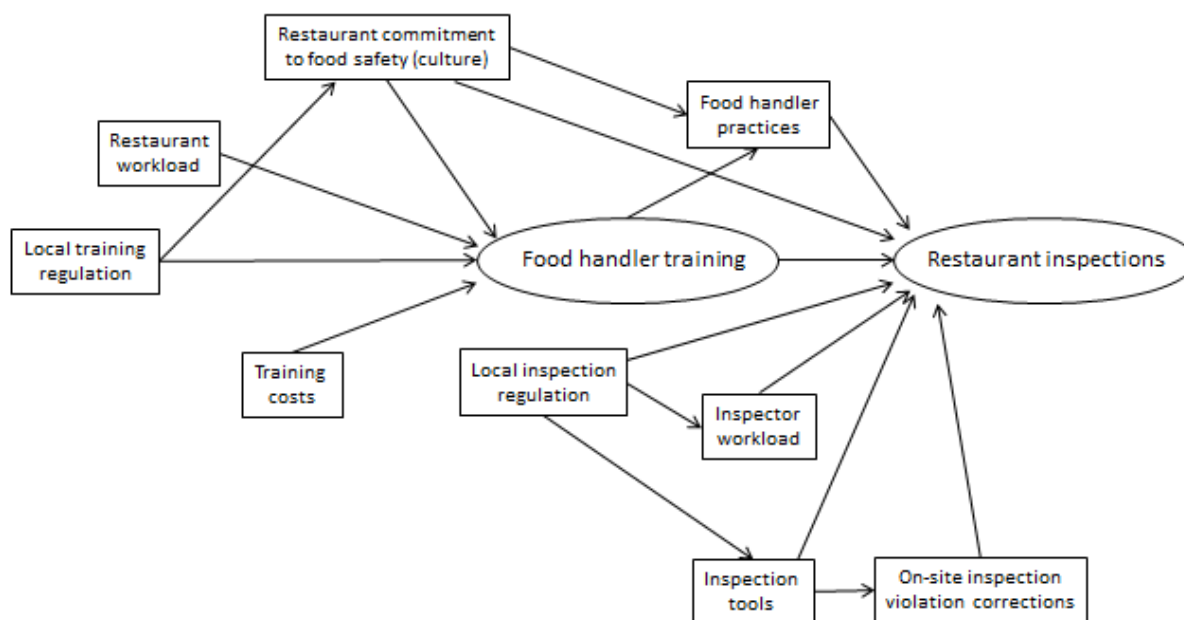 Restaurant commitment
to food safety (culture)
Food handler
practices
Restaurant
workload
Local training
regulation
Food handler training
Restaurant inspections
Training
costs
Local inspection
regulation
Inspector
workload
Inspection
tools
On-site inspection
violation corrections